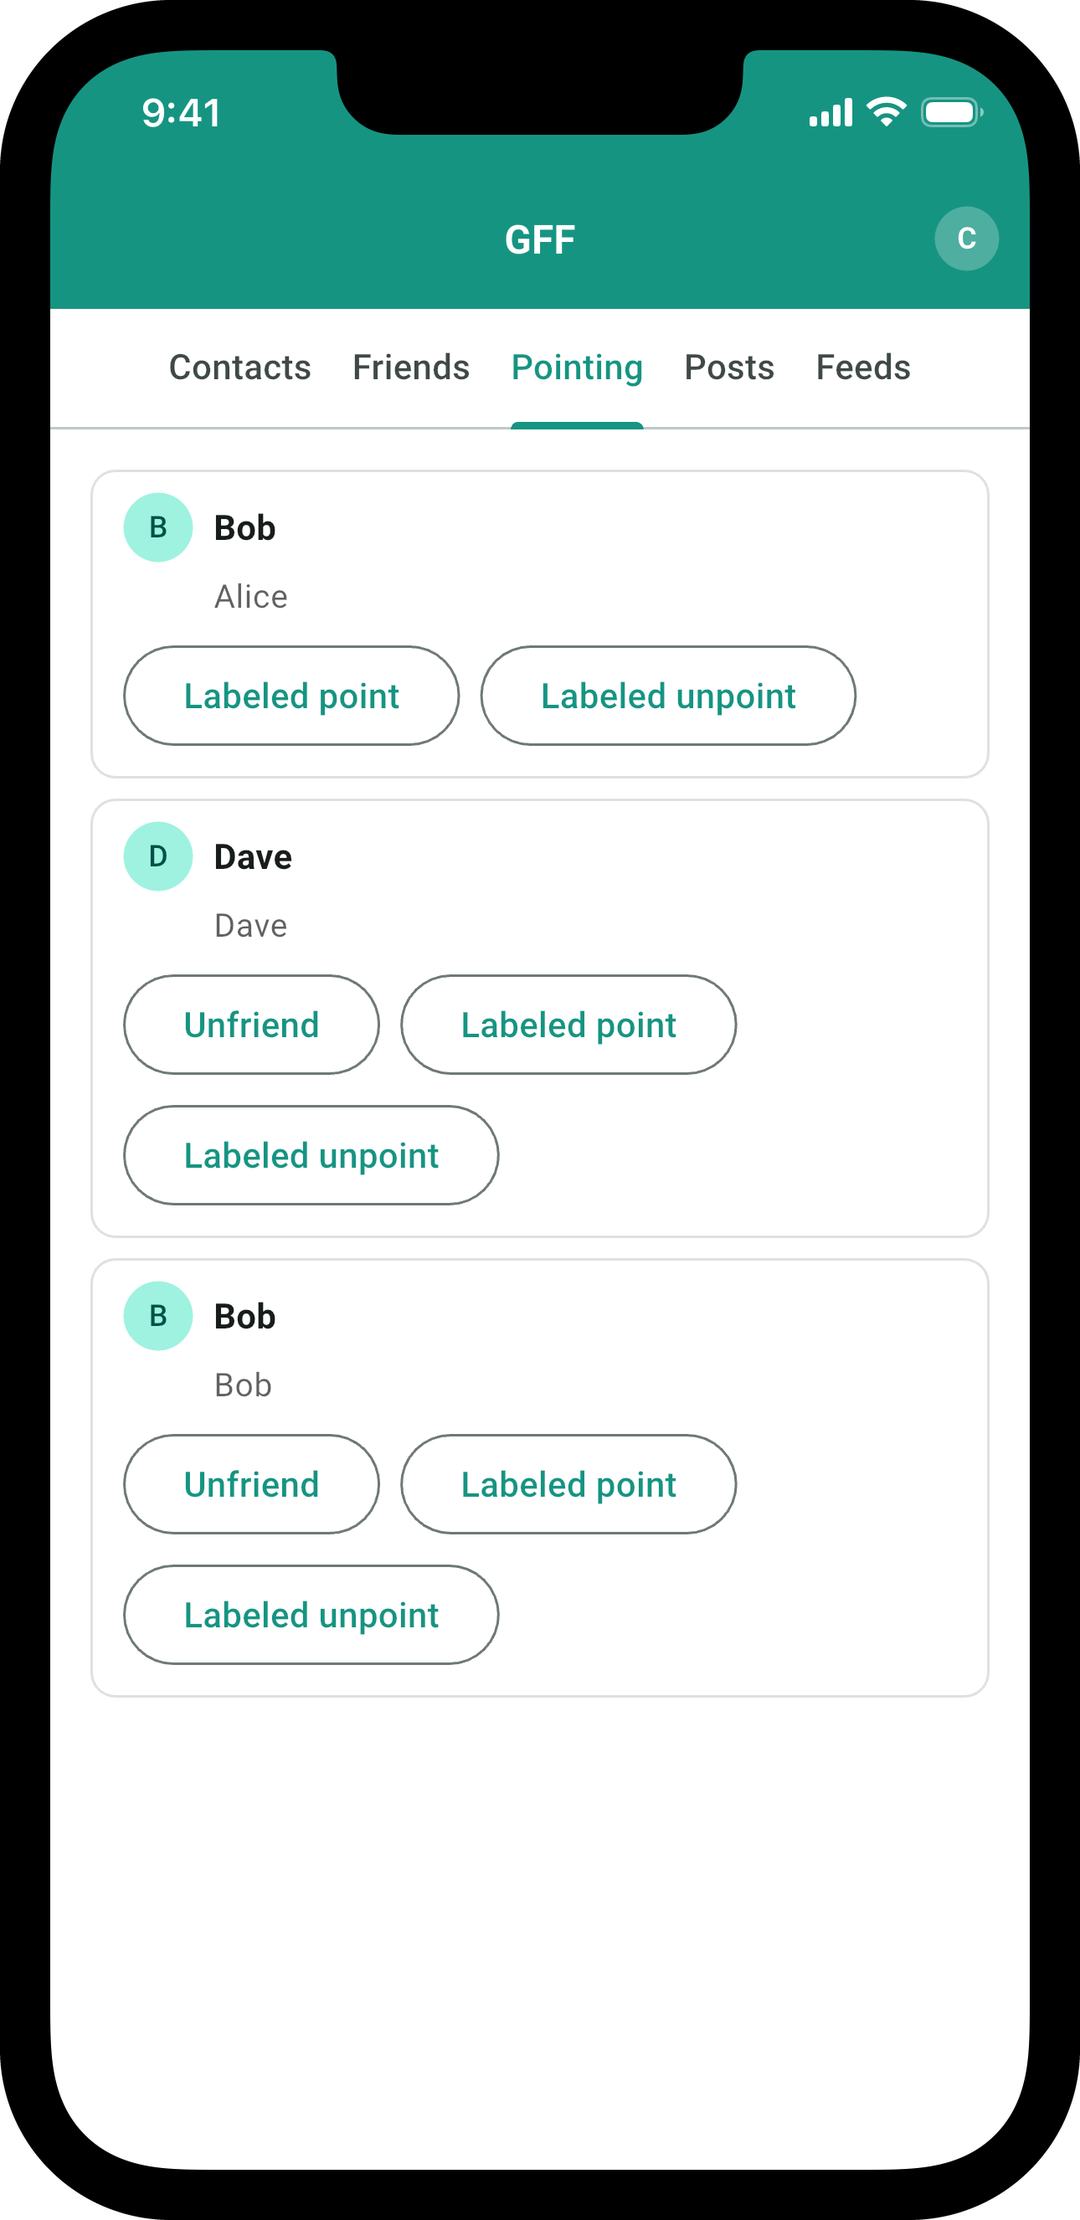 9:41
GFF
C
Contacts Friends Pointing Posts Feeds
B Bob
Alice
Labeled point Labeled unpoint
D Dave
Dave
Unfriend Labeled point
Labeled unpoint
B Bob
Bob
Unfriend Labeled point
Labeled unpoint